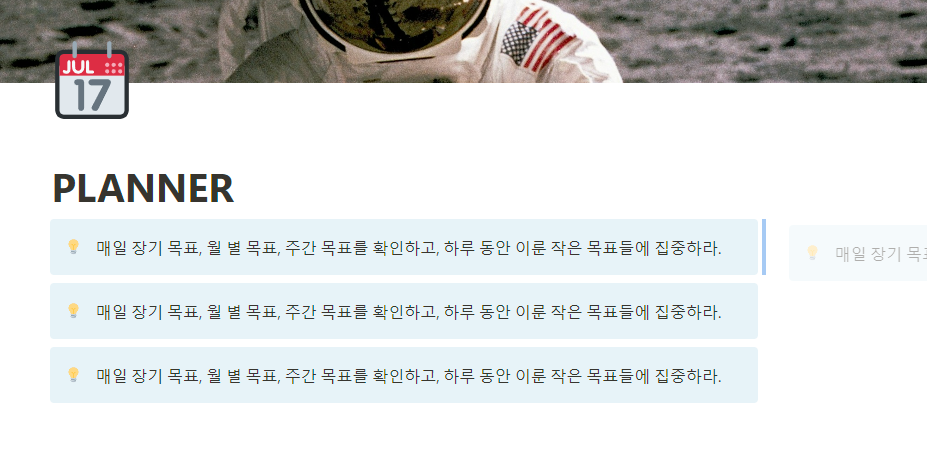 JUL
17
PLANNER
매일 장기 목표, 월 별 목표, 주간 목표를 확인하고, 하루 동안 이룬 작은 목표들에 집중하라.
매일 장기 목
매일 장기 목표, 월 별 목표, 주간 목표를 확인하고, 하루 동안 이룬 작은 목표들에 집중하라.
매일 장기 목표, 월 별 목표, 주간 목표를 확인하고, 하루 동안 이룬 작은 목표들에 집중하라.